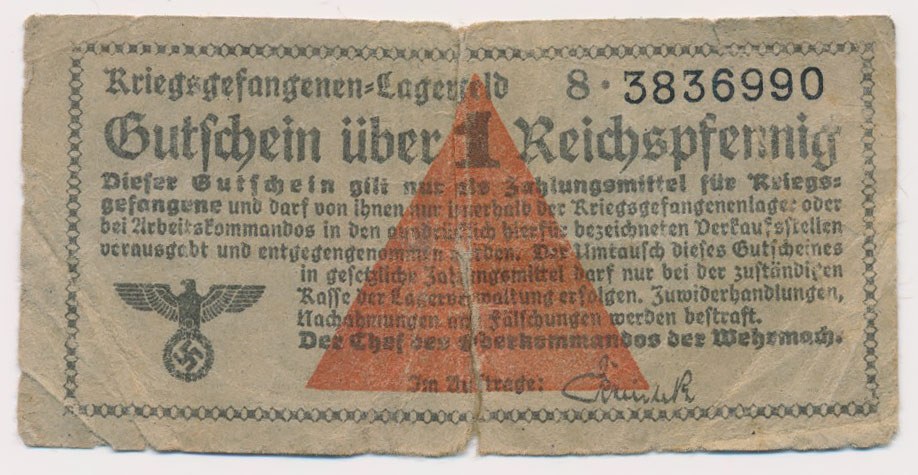 Kriegsgefangenen-Lagergeld 8 · 3836990
Gutschein über 1 Reichspfennig
Dieser Gutschein gilt nur als Zahlungsmittel für Kriegs-
gefangene und darf von ihnen nur innerhalb der Kriegsgefangenenlager oder
bei Arbeitskommandos in den ausdrücklich hierfür bezeichneten Verkaufsstellen
verausgabt und entgegengenommen werden. Der Umtausch dieses Gutscheines
in gesetzliche Zahlungsmittel darf nur bei der zuständigen
Kasse der Lagerverwaltung erfolgen. Zuwiderhandlungen,
Nachahmungen und Fälschungen werden bestraft.
Der Chef des Oberkommandos der Wehrmach.
Im Auftrage: